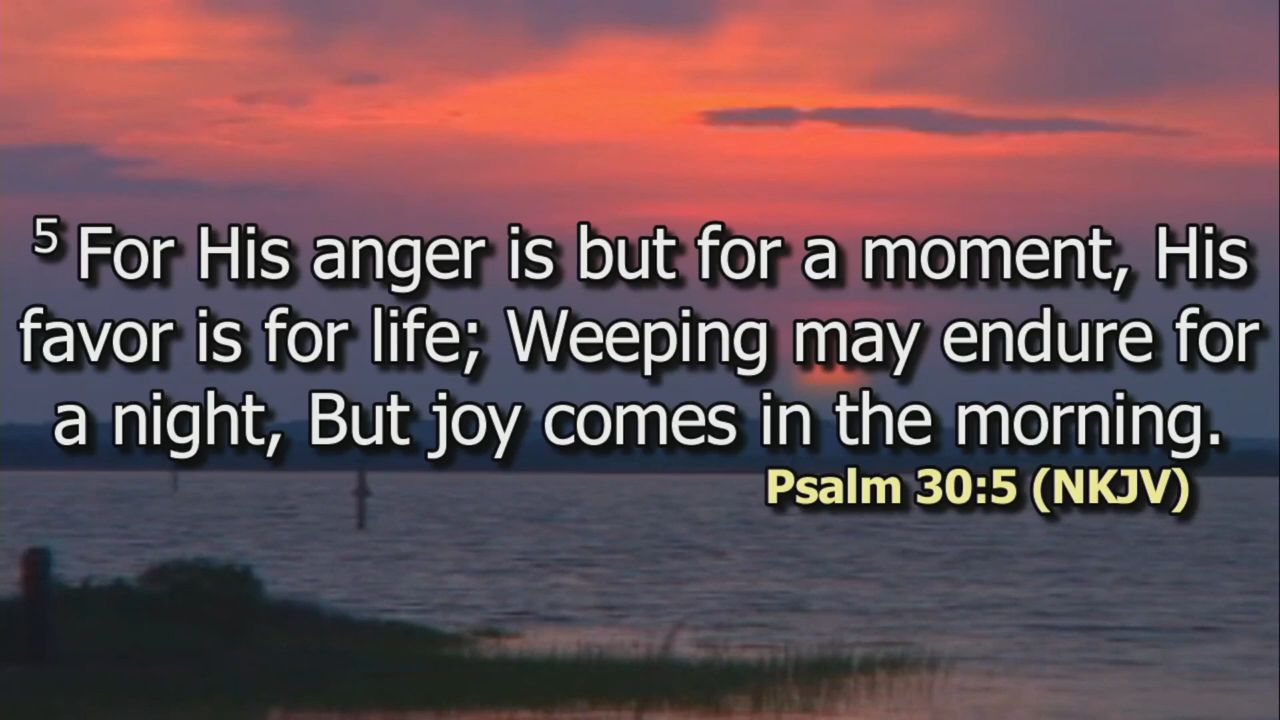 5 For His anger is but for a moment, His
favor is for life; Weeping may endure for
a night, But joy comes in the morning.
Psalm 30:5 (NKJV)